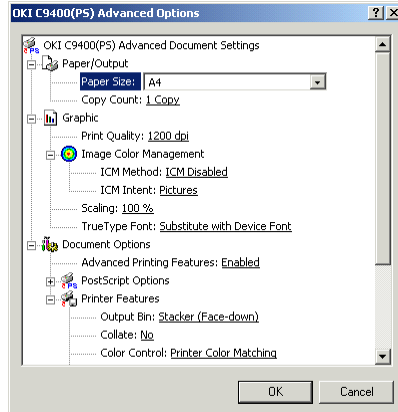 OKI C9400(PS) Advanced Options
OKI C9400(PS) Advanced Document Settings
Paper/Output
Paper Size: A4
Copy Count: 1 Copy
Graphic
Print Quality: 1200 dpi
Image Color Management
ICM Method: ICM Disabled
ICM Intent: Pictures
Scaling: 100 %
TrueType Font: Substitute with Device Font
Document Options
Advanced Printing Features: Enabled
PostScript Options
Printer Features
Output Bin: Stacker (Face-down)
Collate: No
Color Control: Printer Color Matching
OK Cancel